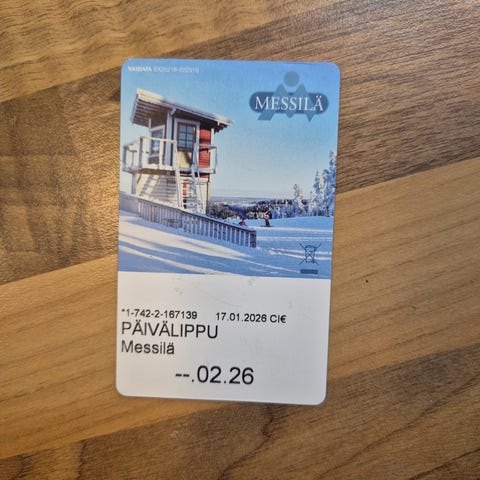 MESSILÄ
*1-742-2-167139 17.01.2026 CI€
PÄIVÄLIPPU
Messilä
--.02.26